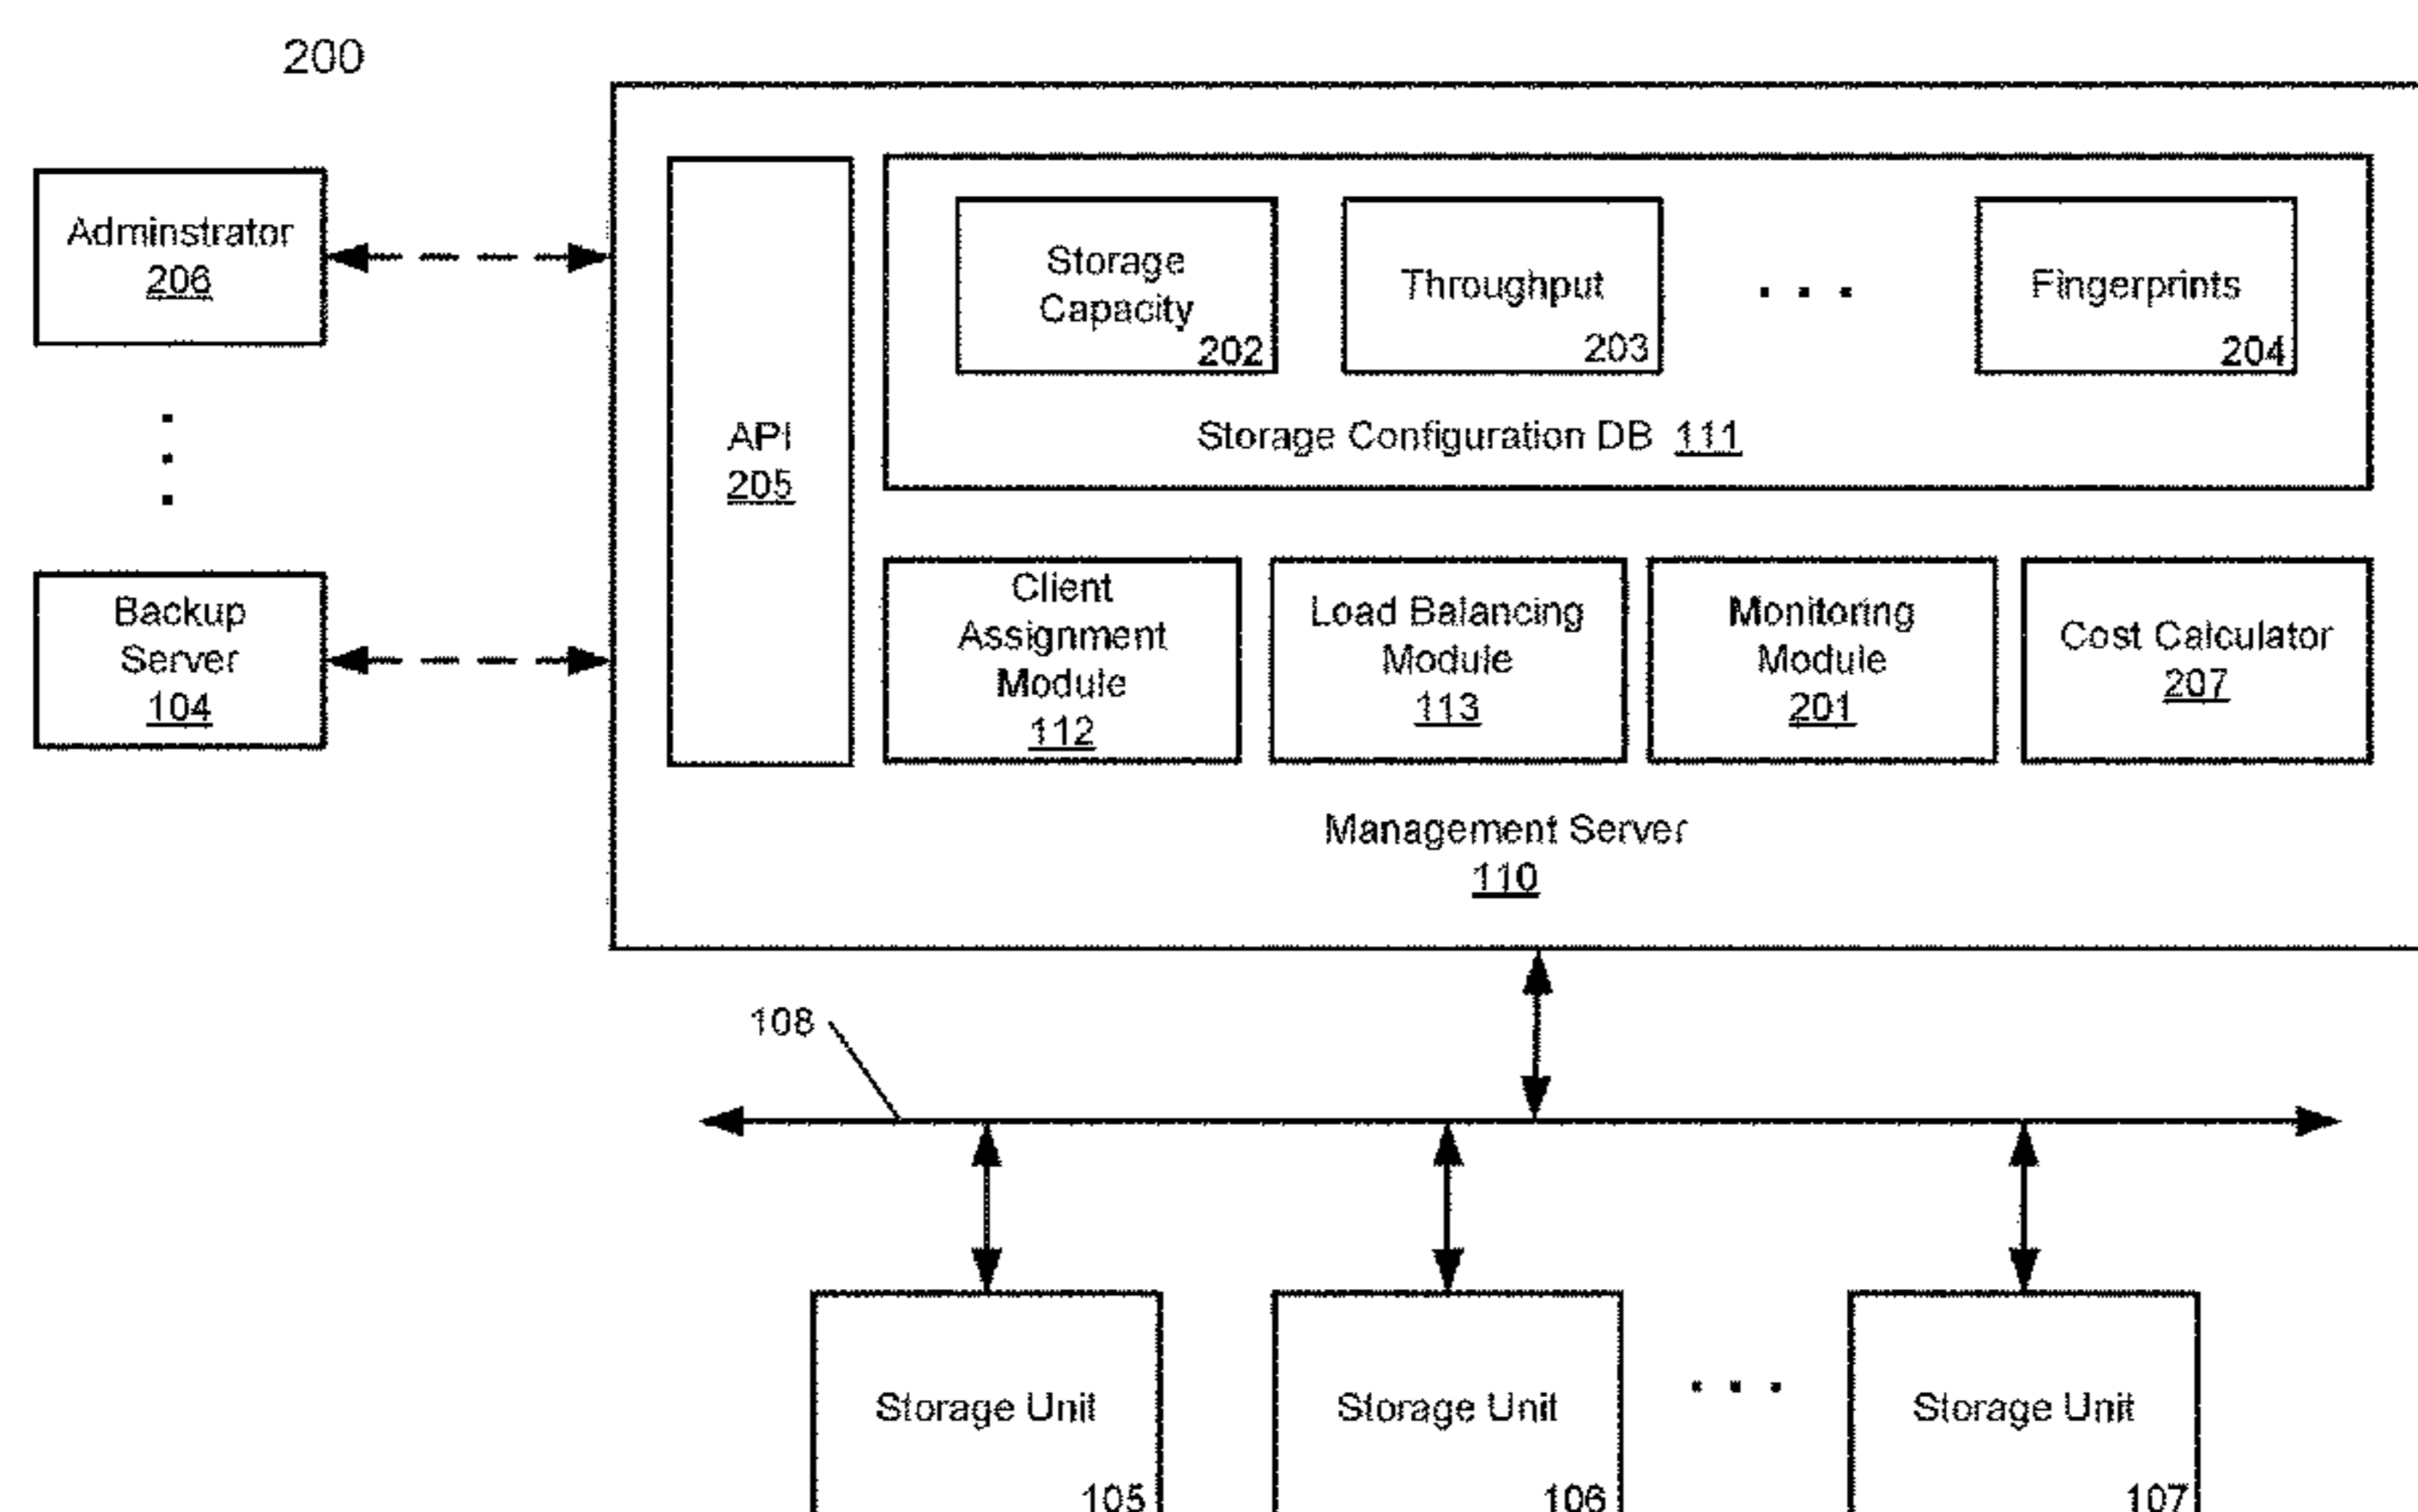 200
Adminstrator
206
Backup
Server
104
API
205
Storage
Capacity
202
Throughput
203
. . .
Fingerprints
204
Storage Configuration DB 111
Client
Assignment
Module
112
Load Balancing
Module
113
Monitoring
Module
201
Cost Calculator
207
Management Server
110
108
Storage Unit
105
Storage Unit
106
. . .
Storage Unit
107